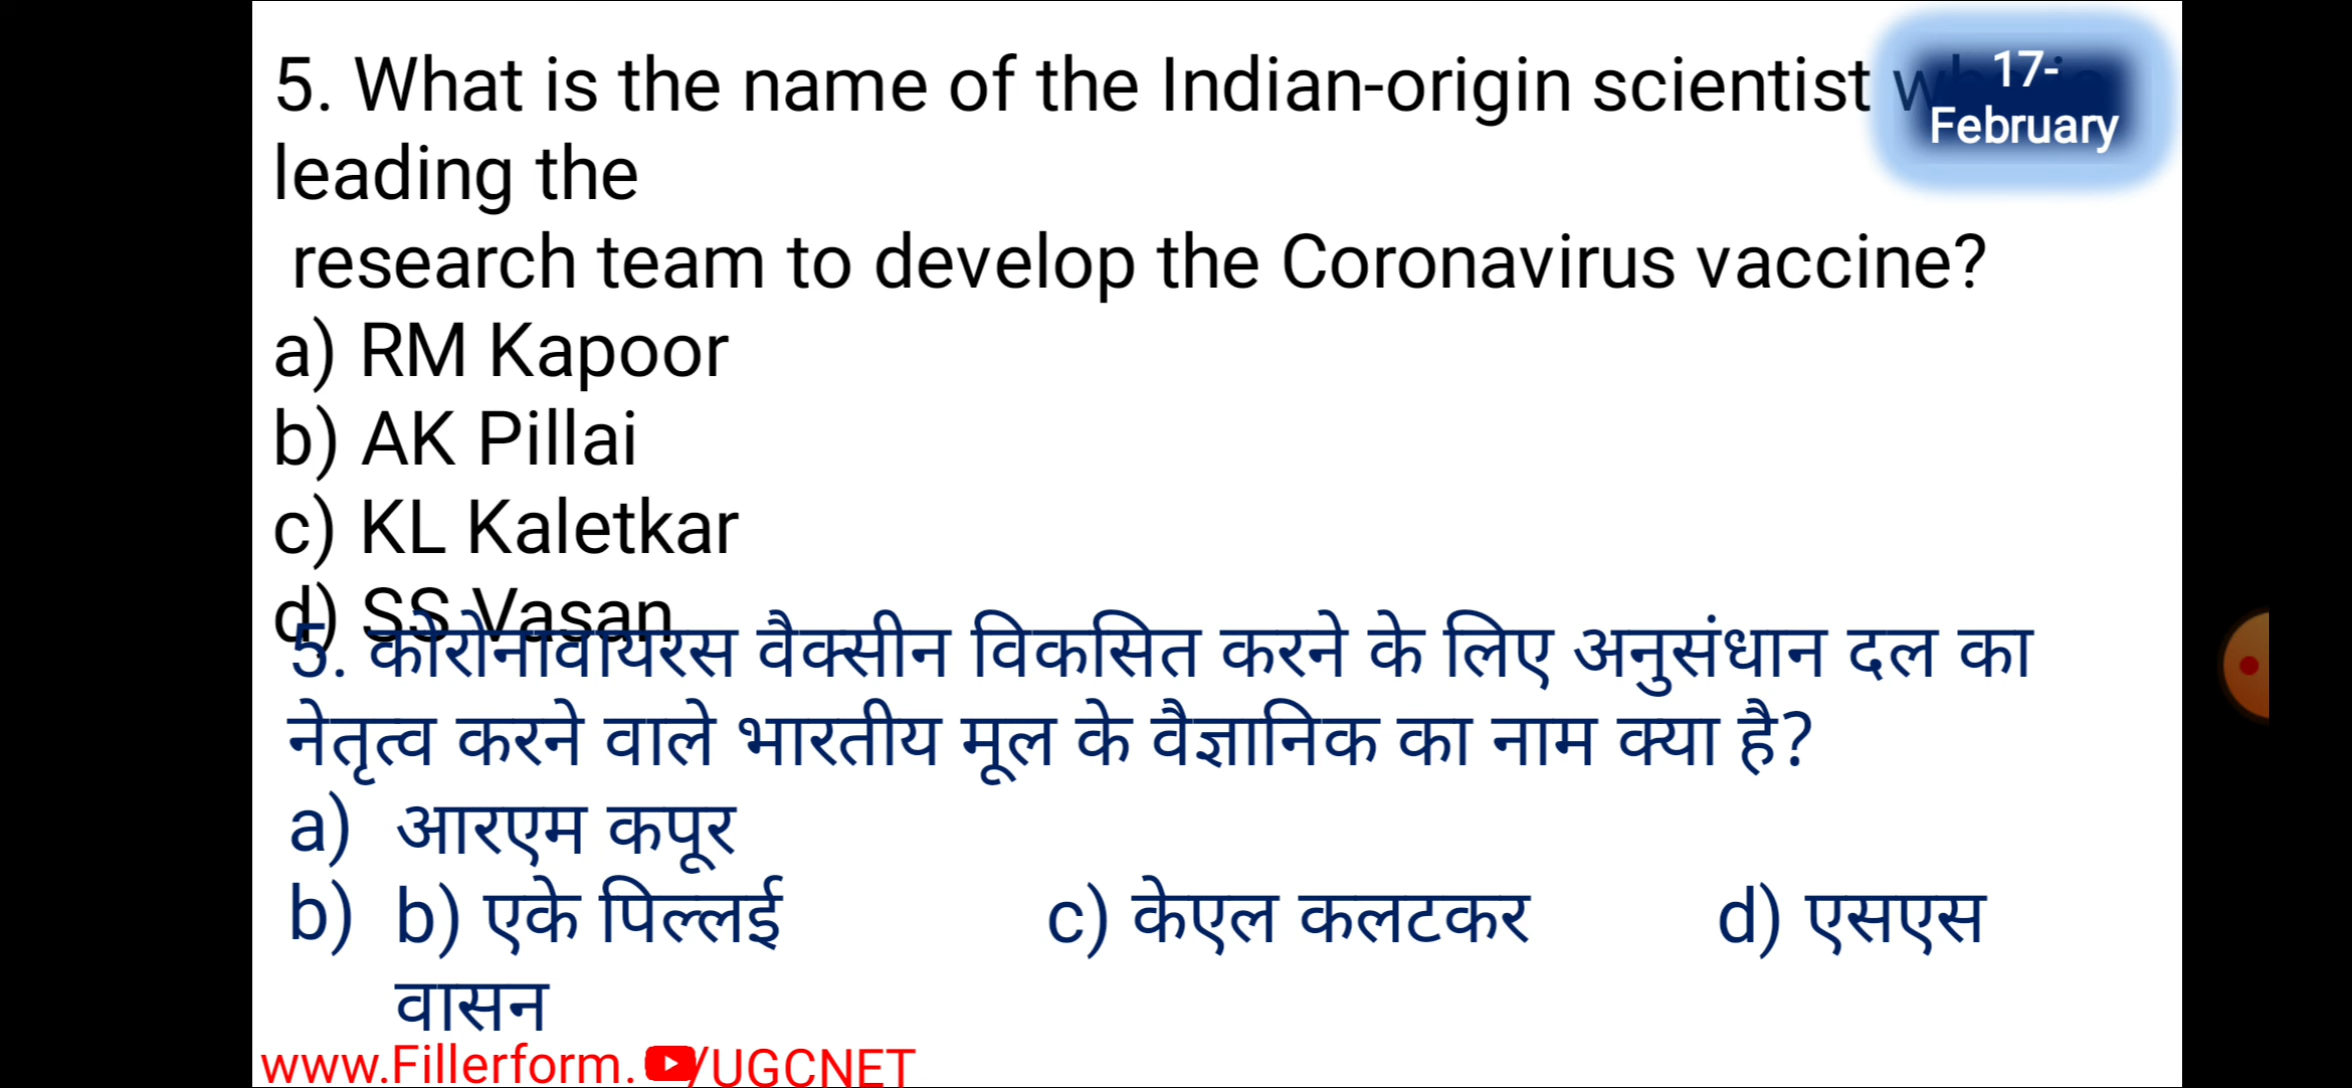 5. What is the name of the Indian-origin scientist
17-
February
leading the
research team to develop the Coronavirus vaccine?
a) RM Kapoor
b) AK Pillai
c) KL Kaletkar
d) SS Vasan
5. कोरोनावायरस वैक्सीन विकसित करने के लिए अनुसंधान दल का
नेतृत्व करने वाले भारतीय मूल के वैज्ञानिक का नाम क्या है?
a) आरएम कपूर
b) b) एके पिल्लई c) केएल कलटकर d) एसएस
वासन
www.Fillerform. /UGCNET